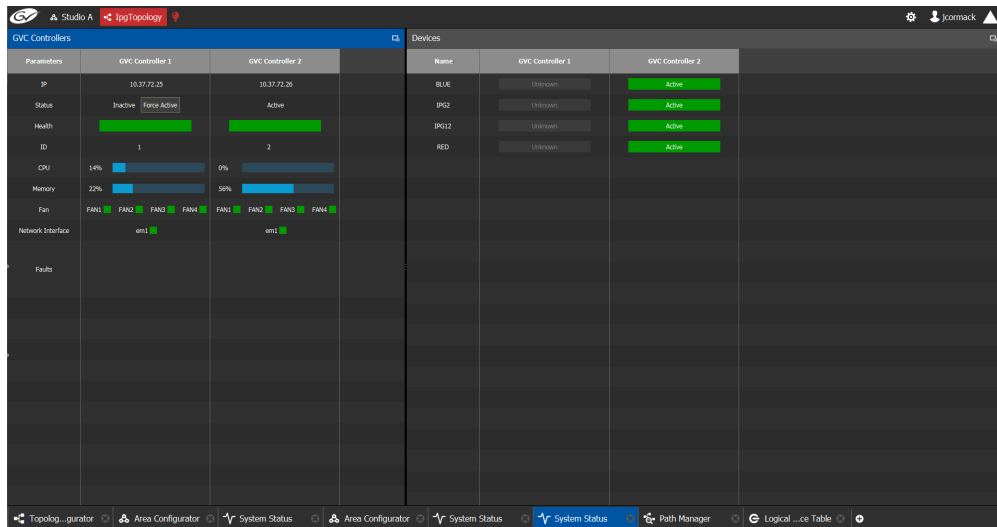 Studio A IpgTopology Jcormack
GVC Controllers Devices
Parameters GVC Controller 1 GVC Controller 2 Name GVC Controller 1 GVC Controller 2
IP 10.37.72.25 10.37.72.26 BLUE Unknown Active
Status Inactive Force Active Active IPG2 Unknown Active
Health IPG12 Unknown Active
ID 1 2 RED Unknown Active
CPU 14% 0%
Memory 22% 56%
Fan FAN1 FAN2 FAN3 FAN4 FAN1 FAN2 FAN3 FAN4
Network Interface em1 em1
Faults
Topolog...gurator Area Configurator System Status Area Configurator System Status System Status Path Manager Logical ...ce Table